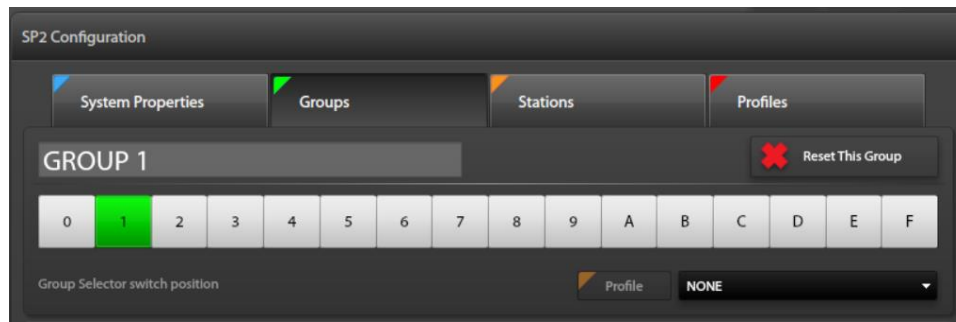 SP2 Configuration
System Properties Groups Stations Profiles
GROUP 1 Reset This Group
0 1 2 3 4 5 6 7 8 9 A B C D E F
Group Selector switch position Profile NONE